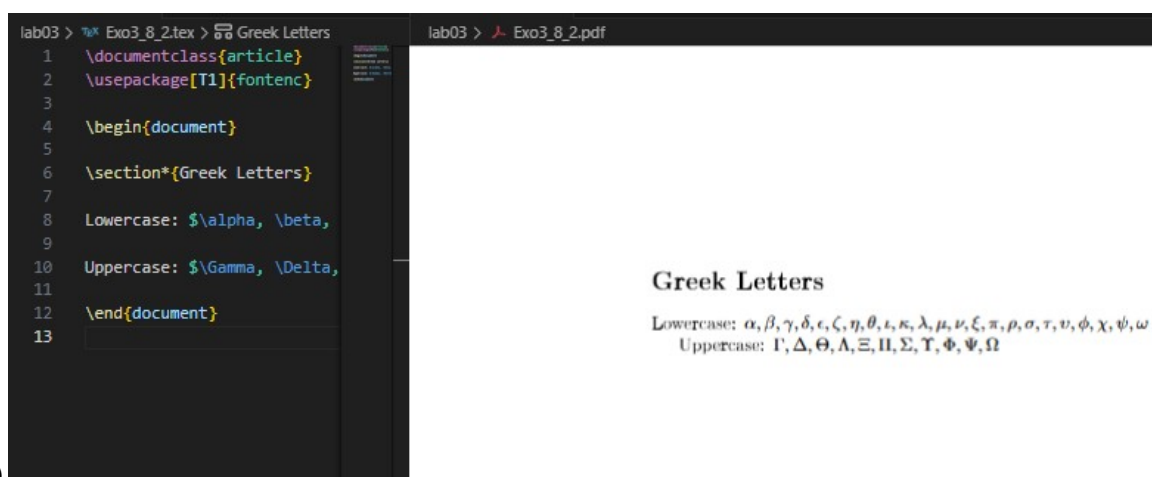 lab03 > TEX Exo3_8_2.tex > Greek Letters
1 \documentclass{article}
2 \usepackage[T1]{fontenc}
3
4 \begin{document}
5
6 \section*{Greek Letters}
7
8 Lowercase: $\alpha, \beta,
9
10 Uppercase: $\Gamma, \Delta,
11
12 \end{document}
13
lab03 > Exo3_8_2.pdf
Greek Letters
Lowercase: α, β, γ, δ, ϵ, ζ, η, θ, ι, κ, λ, μ, ν, ξ, π, ρ, σ, τ, υ, ϕ, χ, ψ, ω
Uppercase: Γ, Δ, Θ, Λ, Ξ, Π, Σ, Υ, Φ, Ψ, Ω
)